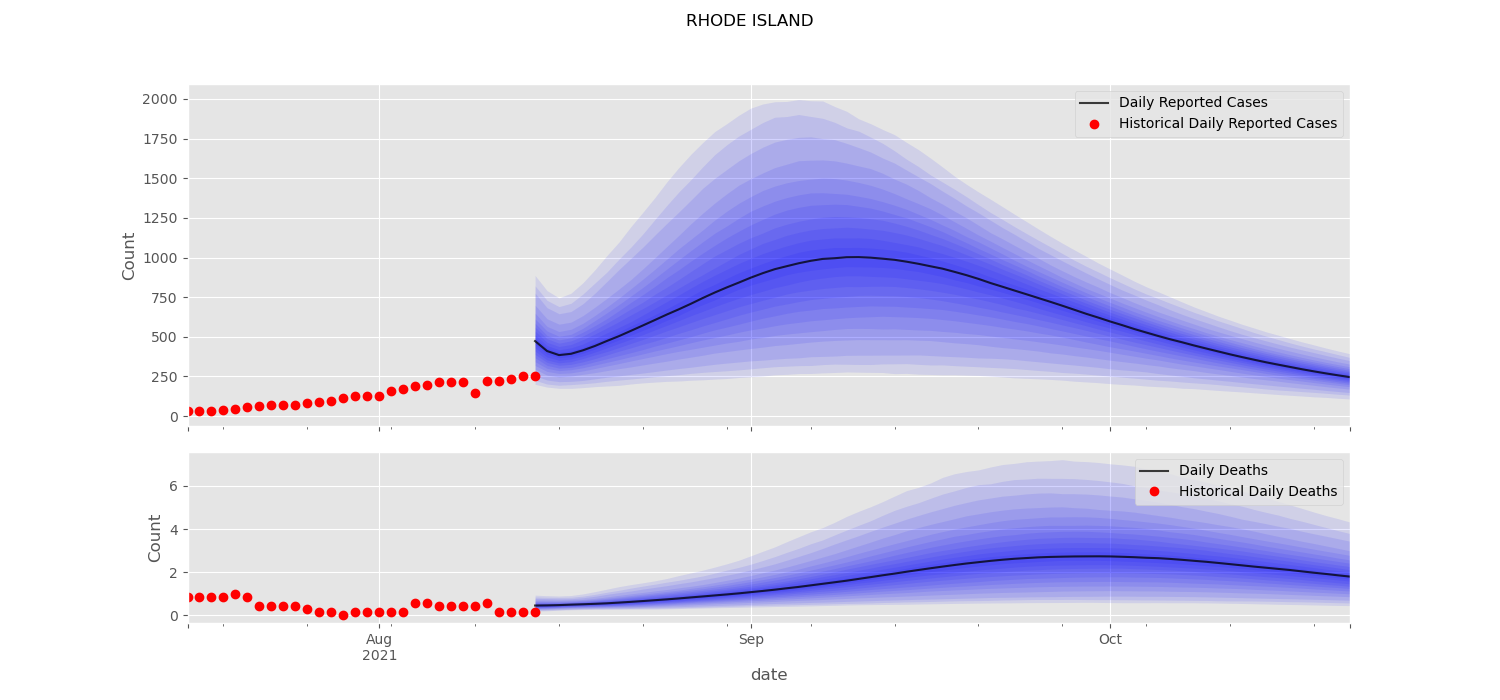 RHODE ISLAND
2000
1750
1500
1250
1000
750
500
250
0
Count
Daily Reported Cases
Historical Daily Reported Cases
6
4
2
0
Count
Daily Deaths
Historical Daily Deaths
Aug
2021
Sep
Oct
date